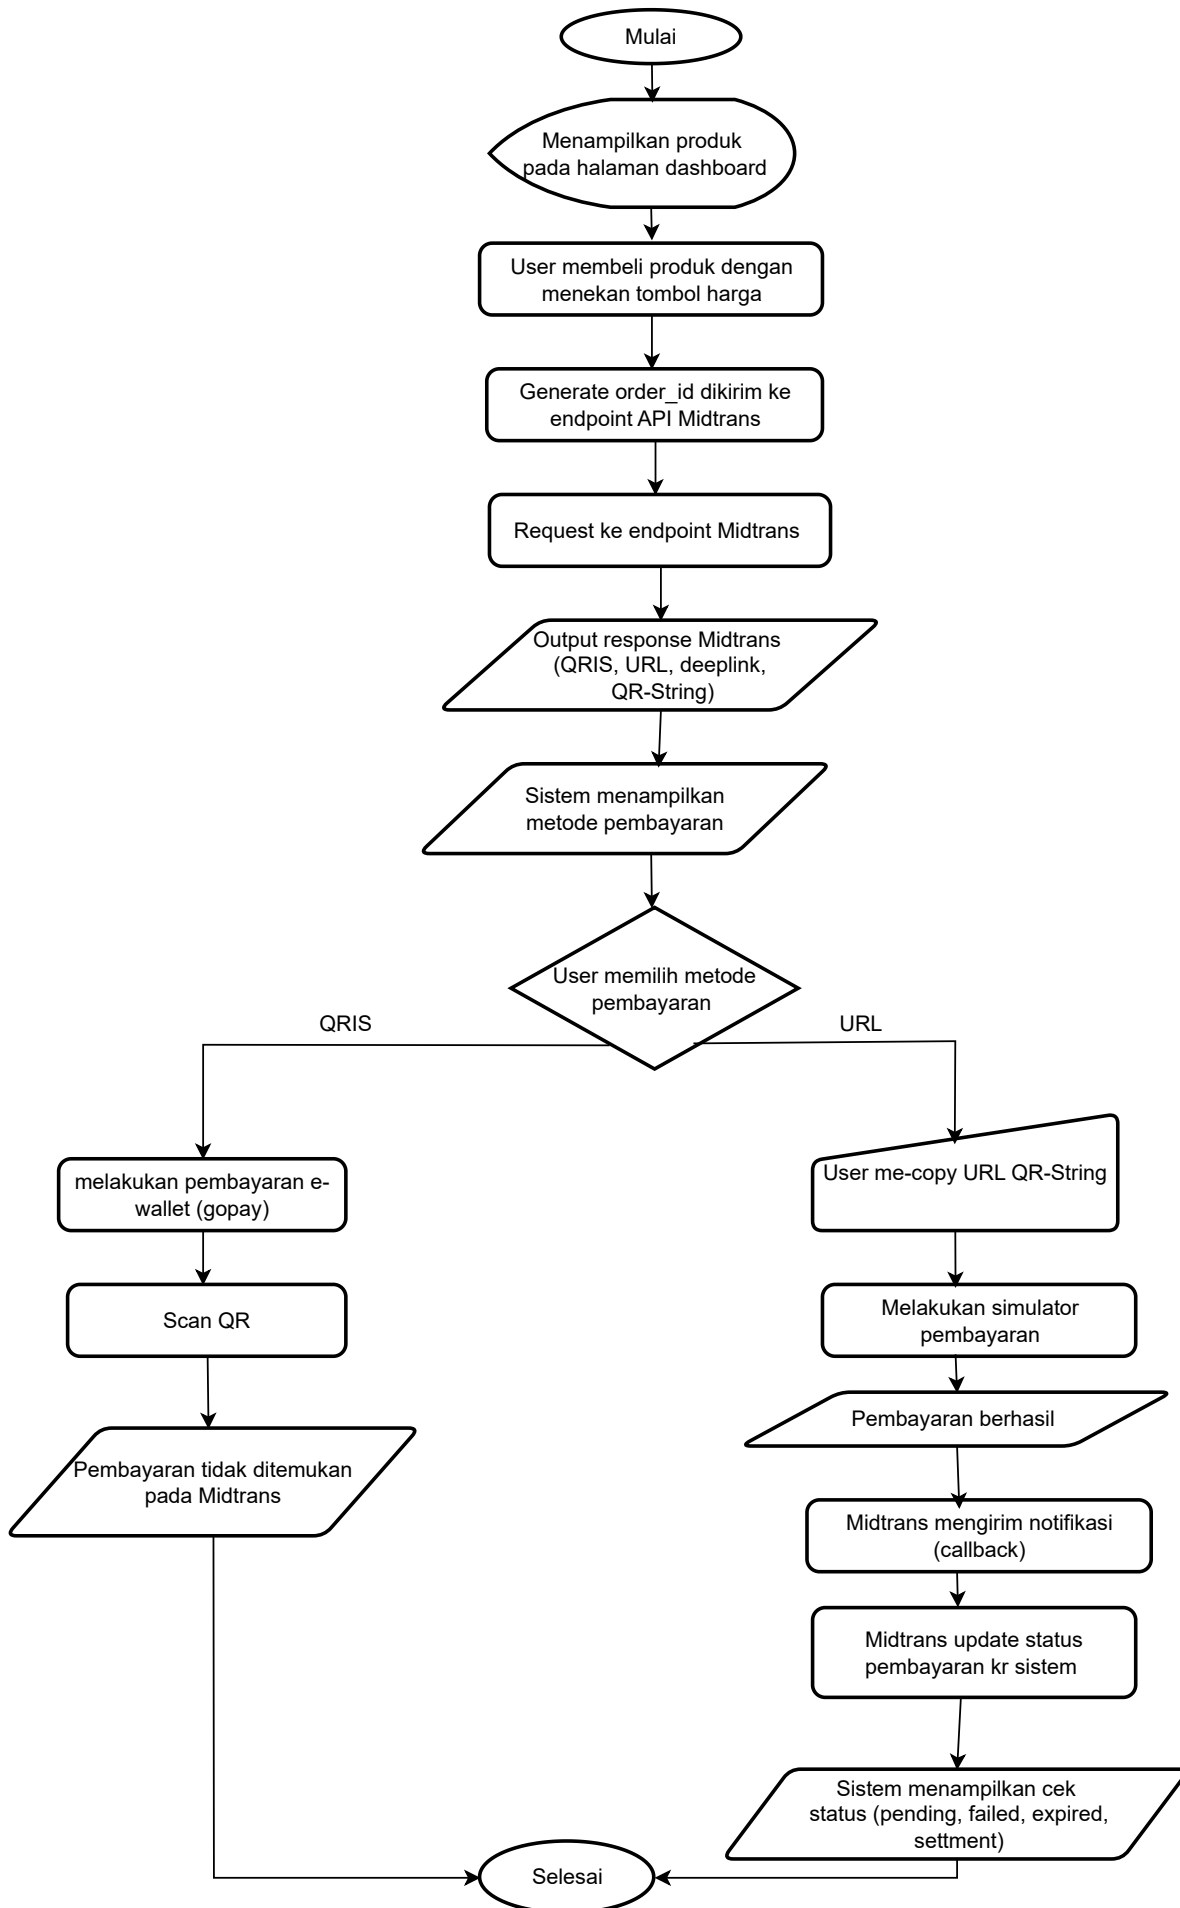 Mulai
Menampilkan produk
pada halaman dashboard
User membeli produk dengan
menekan tombol harga
Generate order_id dikirim ke
endpoint API Midtrans
Request ke endpoint Midtrans
Output response Midtrans
(QRIS, URL, deeplink,
QR-String)
Sistem menampilkan
metode pembayaran
User memilih metode
pembayaran
QRIS
URL
melakukan pembayaran e-
wallet (gopay)
Scan QR
Pembayaran tidak ditemukan
pada Midtrans
User me-copy URL QR-String
Melakukan simulator
pembayaran
Pembayaran berhasil
Midtrans mengirim notifikasi
(callback)
Midtrans update status
pembayaran kr sistem
Sistem menampilkan cek
status (pending, failed, expired,
settment)
Selesai